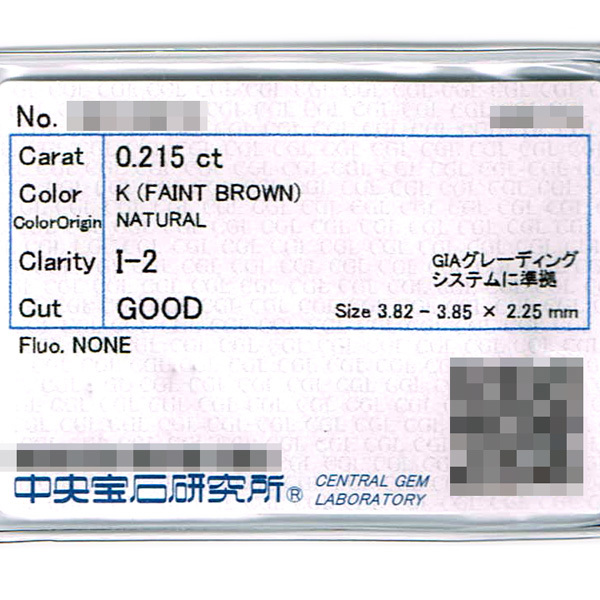 No.
Carat 0.215 ct
Color K (FAINT BROWN)
ColorOrigin NATURAL
Clarity I-2
GIAグレーディング
システムに準拠
Cut GOOD Size 3.82 - 3.85 × 2.25 mm
Fluo. NONE
中央宝石研究所®
CENTRAL GEM
LABORATORY